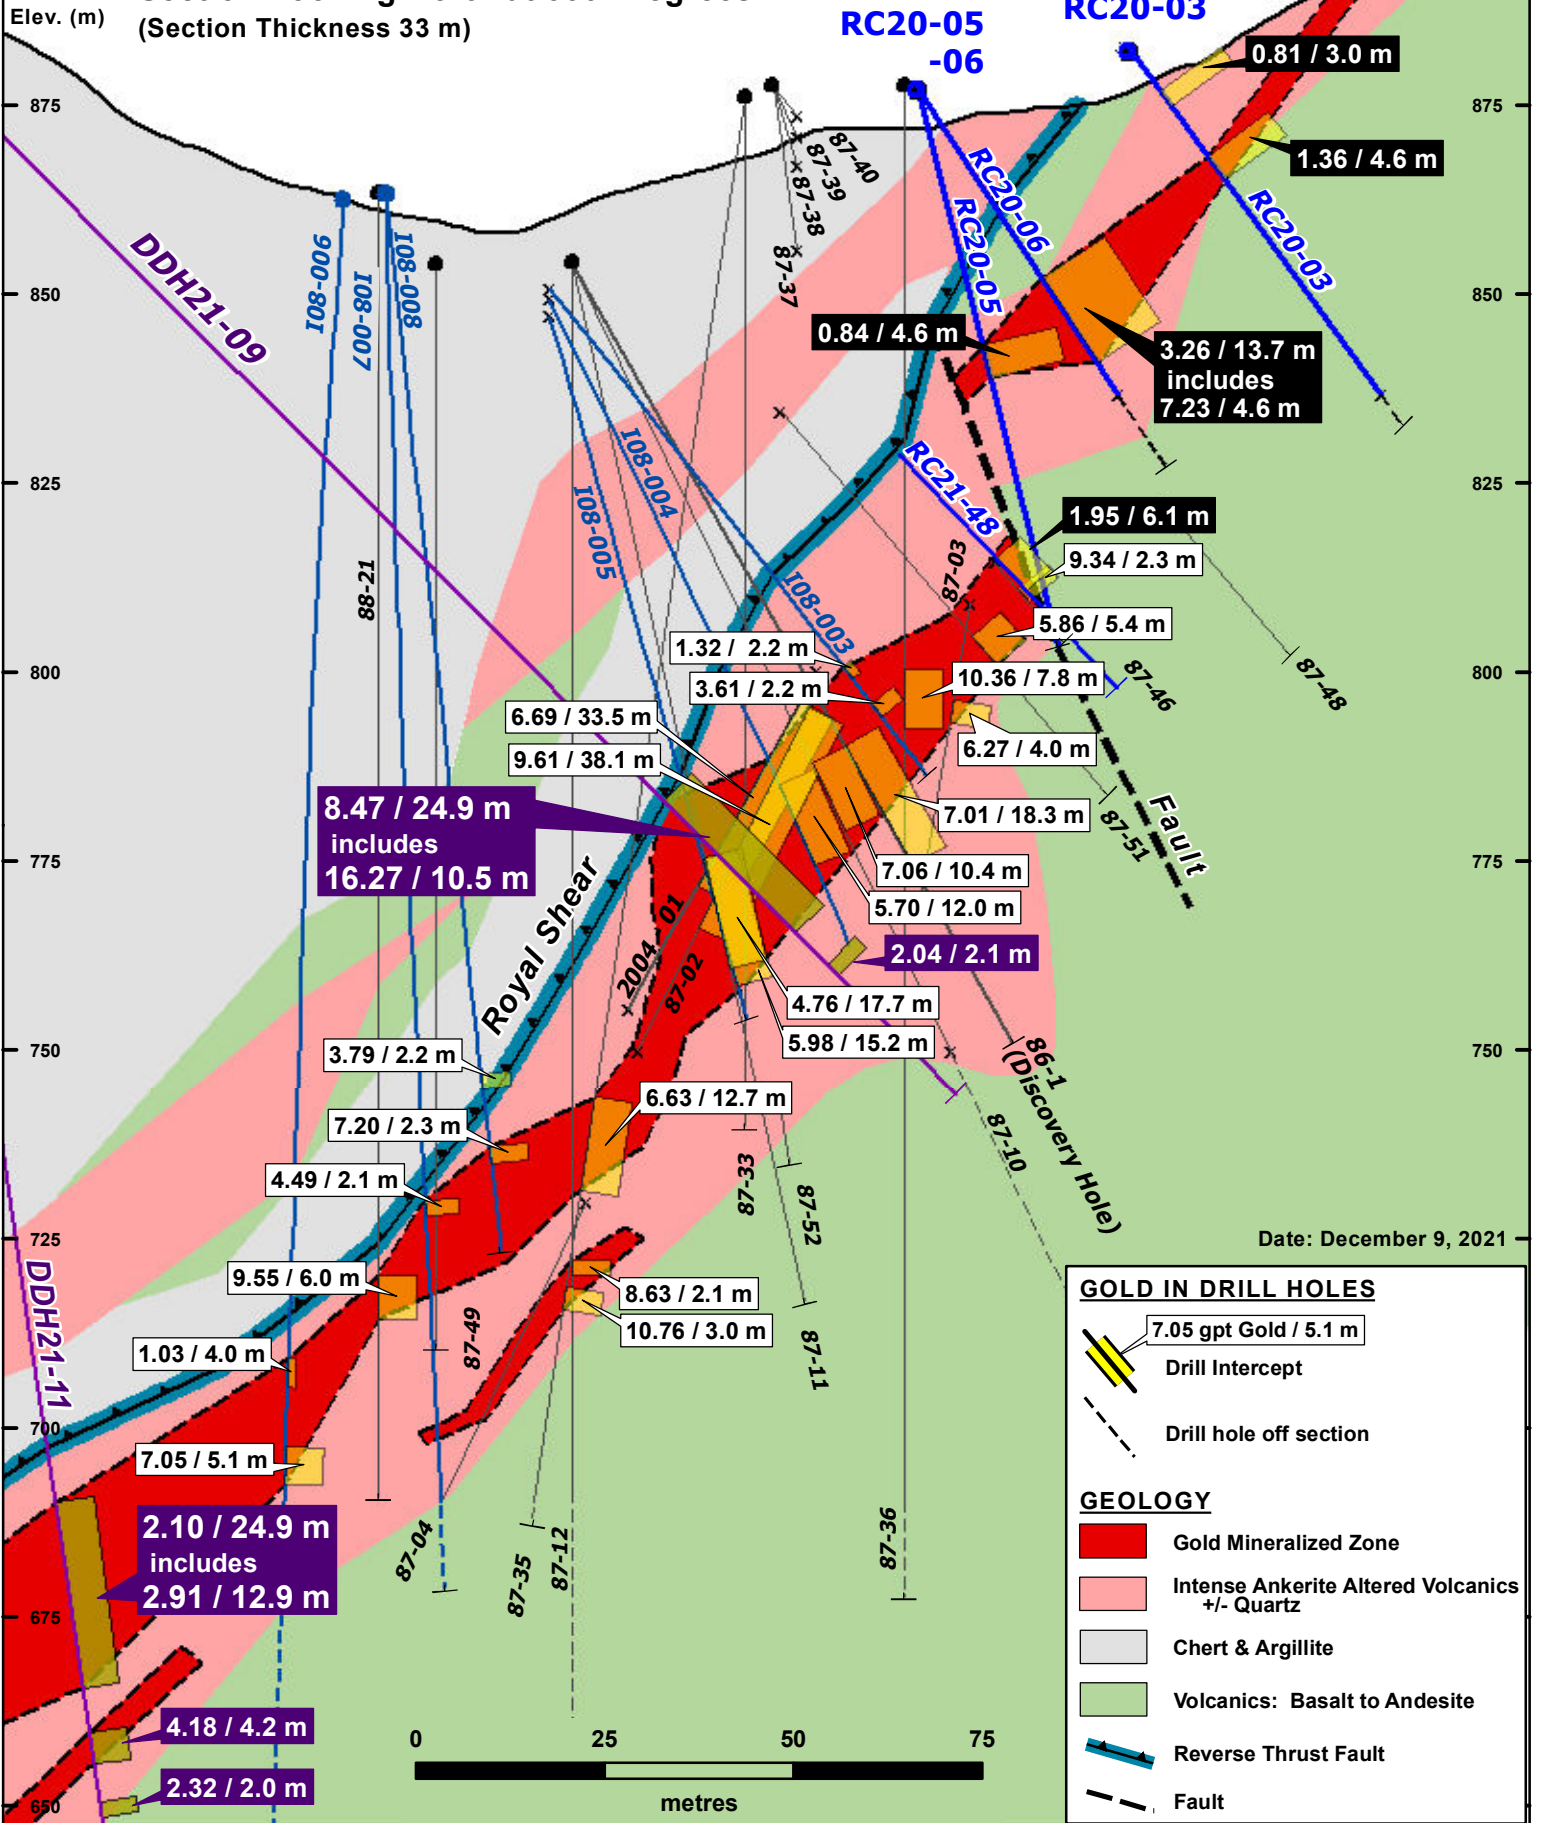 Elev. (m)
(Section Thickness 33 m)
RC20-05
-06
RC20-03
875
850
825
800
775
750
725
700
675
650
875
850
825
800
775
750
0.81 / 3.0 m
1.36 / 4.6 m
RC20-03
RC20-06
RC20-05
87-40
87-39
87-38
87-37
DDH21-09
I08-006
I08-007
I08-008
0.84 / 4.6 m
3.26 / 13.7 m
includes
7.23 / 4.6 m
I08-004
I08-005
RC21-48
1.95 / 6.1 m
9.34 / 2.3 m
87-03
88-21
I08-003
5.86 / 5.4 m
1.32 / 2.2 m
10.36 / 7.8 m
3.61 / 2.2 m
87-46
87-48
6.69 / 33.5 m
9.61 / 38.1 m
6.27 / 4.0 m
8.47 / 24.9 m
includes
16.27 / 10.5 m
7.01 / 18.3 m
87-51
Fault
7.06 / 10.4 m
5.70 / 12.0 m
Royal Shear
2004 - 01
87-02
2.04 / 2.1 m
4.76 / 17.7 m
5.98 / 15.2 m
3.79 / 2.2 m
86-1
(Discovery Hole)
6.63 / 12.7 m
7.20 / 2.3 m
87-10
4.49 / 2.1 m
87-33
87-52
DDH21-11
9.55 / 6.0 m
8.63 / 2.1 m
10.76 / 3.0 m
87-49
87-11
1.03 / 4.0 m
7.05 / 5.1 m
2.10 / 24.9 m
includes
2.91 / 12.9 m
87-04
87-35
87-12
87-36
4.18 / 4.2 m
2.32 / 2.0 m
0 25 50 75
metres
Date: December 9, 2021
GOLD IN DRILL HOLES
7.05 gpt Gold / 5.1 m
Drill Intercept
Drill hole off section
GEOLOGY
Gold Mineralized Zone
Intense Ankerite Altered Volcanics
+/- Quartz
Chert & Argillite
Volcanics: Basalt to Andesite
Reverse Thrust Fault
Fault